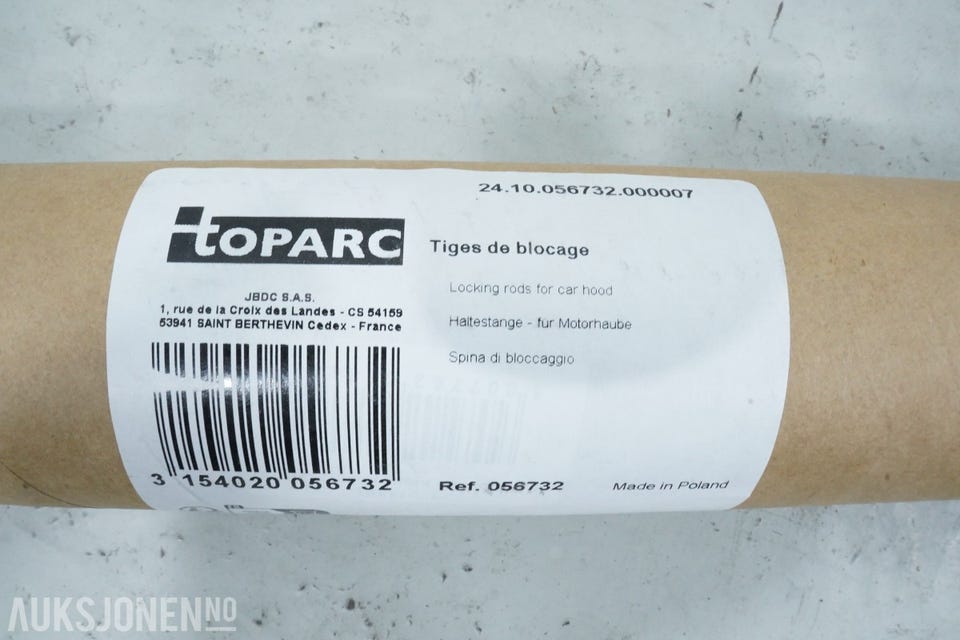 24.10.056732.000007
toPARC
Tiges de blocage
Locking rods for car hood
Haltestange - für Motorhaube
Spina di bloccaggio
JBDC S.A.S.
1, rue de la Croix des Landes - CS 54159
53941 SAINT BERTHEVIN Cedex - France
3 154020 056732
Ref. 056732
Made in Poland
AUKSJONEN.NO